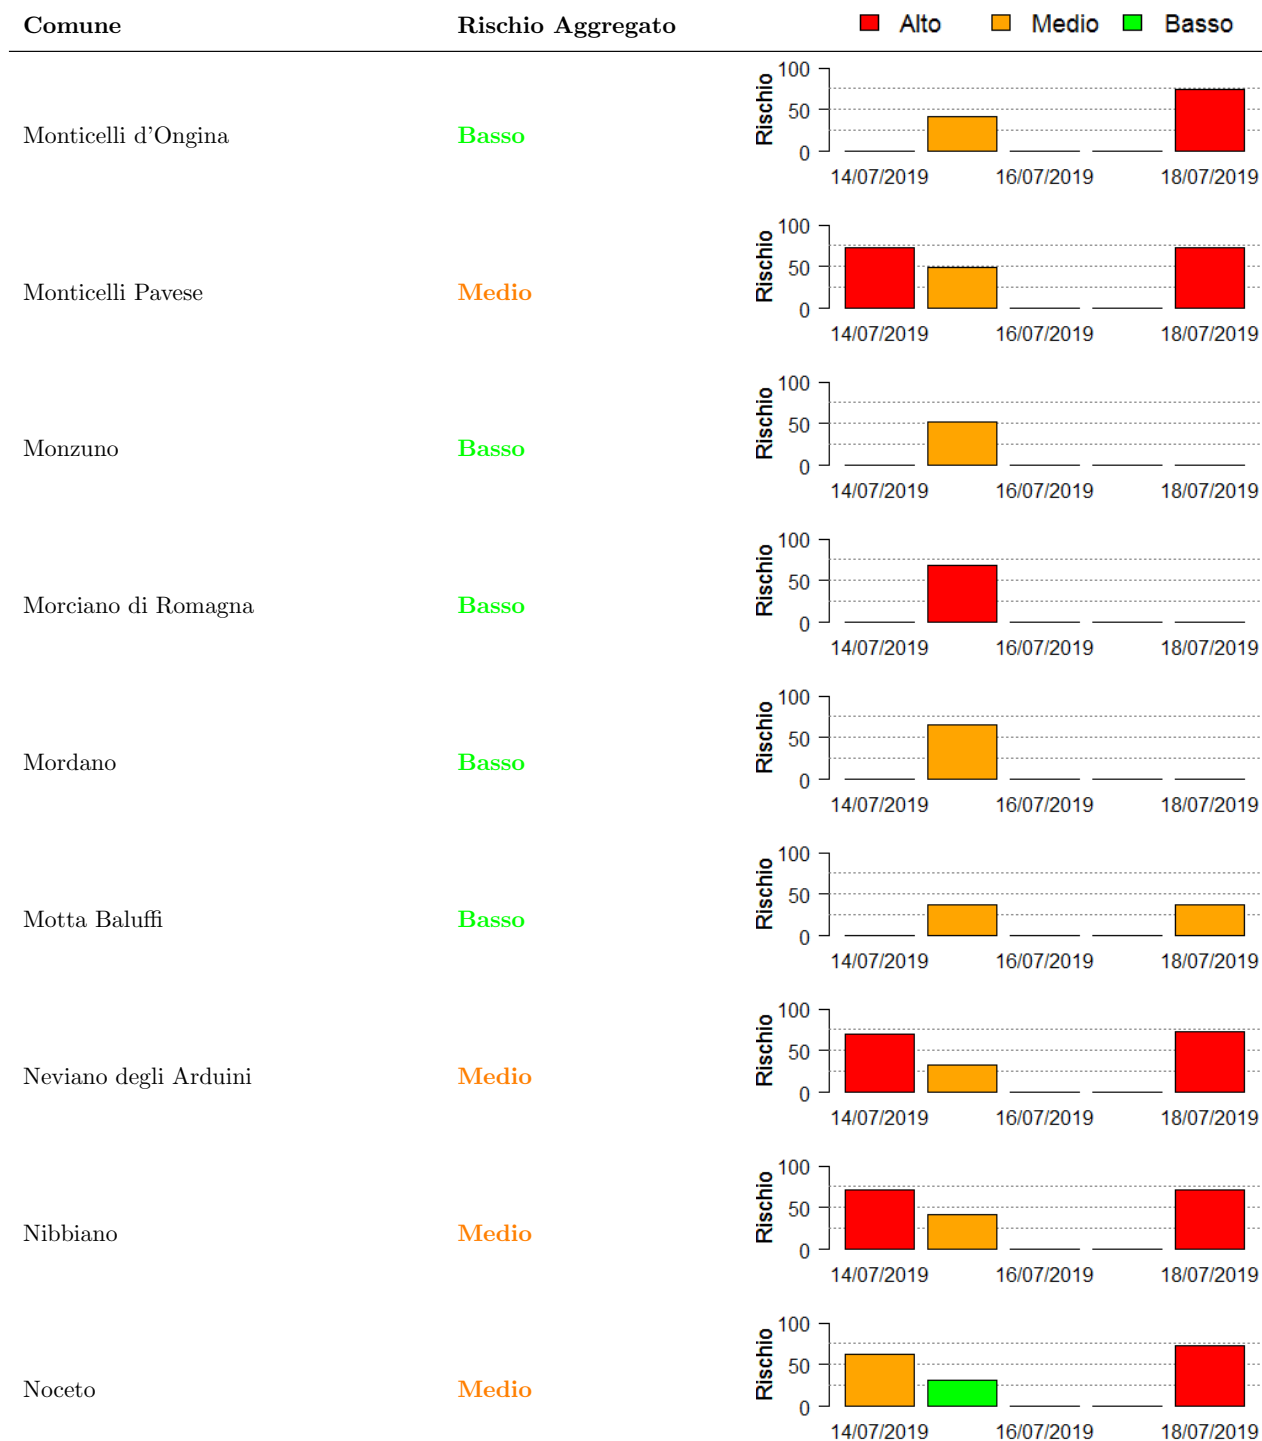 Comune Rischio Aggregato Alto Medio Basso
Monticelli d'Ongina Basso Rischio 100 50 0
14/07/2019 16/07/2019 18/07/2019
Monticelli Pavese Medio Rischio 100 50 0
14/07/2019 16/07/2019 18/07/2019
Monzuno Basso Rischio 100 50 0
14/07/2019 16/07/2019 18/07/2019
Morciano di Romagna Basso Rischio 100 50 0
14/07/2019 16/07/2019 18/07/2019
Mordano Basso Rischio 100 50 0
14/07/2019 16/07/2019 18/07/2019
Motta Baluffi Basso Rischio 100 50 0
14/07/2019 16/07/2019 18/07/2019
Neviano degli Arduini Medio Rischio 100 50 0
14/07/2019 16/07/2019 18/07/2019
Nibbiano Medio Rischio 100 50 0
14/07/2019 16/07/2019 18/07/2019
Noceto Medio Rischio 100 50 0
14/07/2019 16/07/2019 18/07/2019